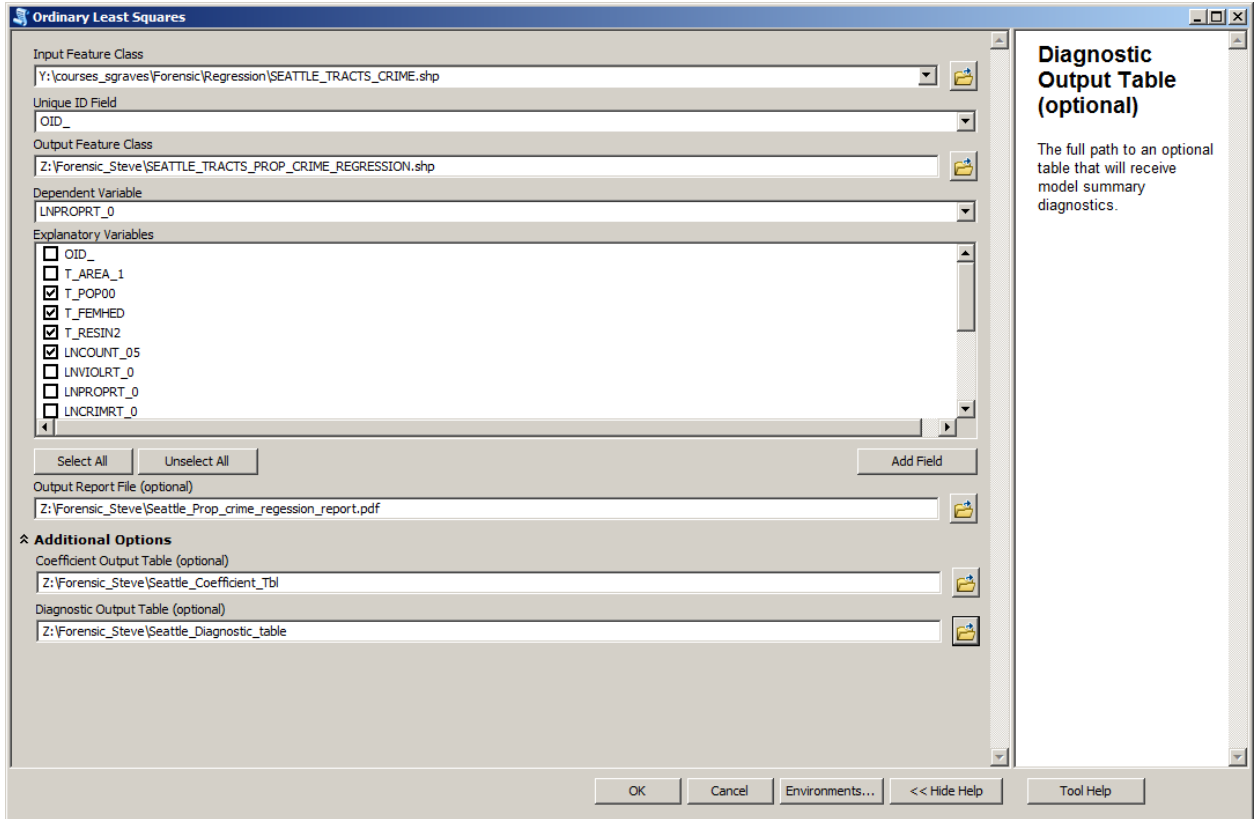 Ordinary Least Squares
Input Feature Class
Y:\courses_sgraves\Forensic\Regression\SEATTLE_TRACTS_CRIME.shp
Unique ID Field
OID_
Output Feature Class
Z:\Forensic_Steve\SEATTLE_TRACTS_PROP_CRIME_REGRESSION.shp
Dependent Variable
LNPROPRT_0
Explanatory Variables
OID_
T_AREA_1
T_POP00
T_FEMHED
T_RESIN2
LNCOUNT_05
LNVIOLRT_0
LNPROPRT_0
LNCRIMRT_0
Select All
Unselect All
Add Field
Output Report File (optional)
Z:\Forensic_Steve\Seattle_Prop_crime_regession_report.pdf
Additional Options
Coefficient Output Table (optional)
Z:\Forensic_Steve\Seattle_Coefficient_Tbl
Diagnostic Output Table (optional)
Z:\Forensic_Steve\Seattle_Diagnostic_table
Diagnostic
Output Table
(optional)
The full path to an optional
table that will receive
model summary
diagnostics.
OK
Cancel
Environments...
<< Hide Help
Tool Help